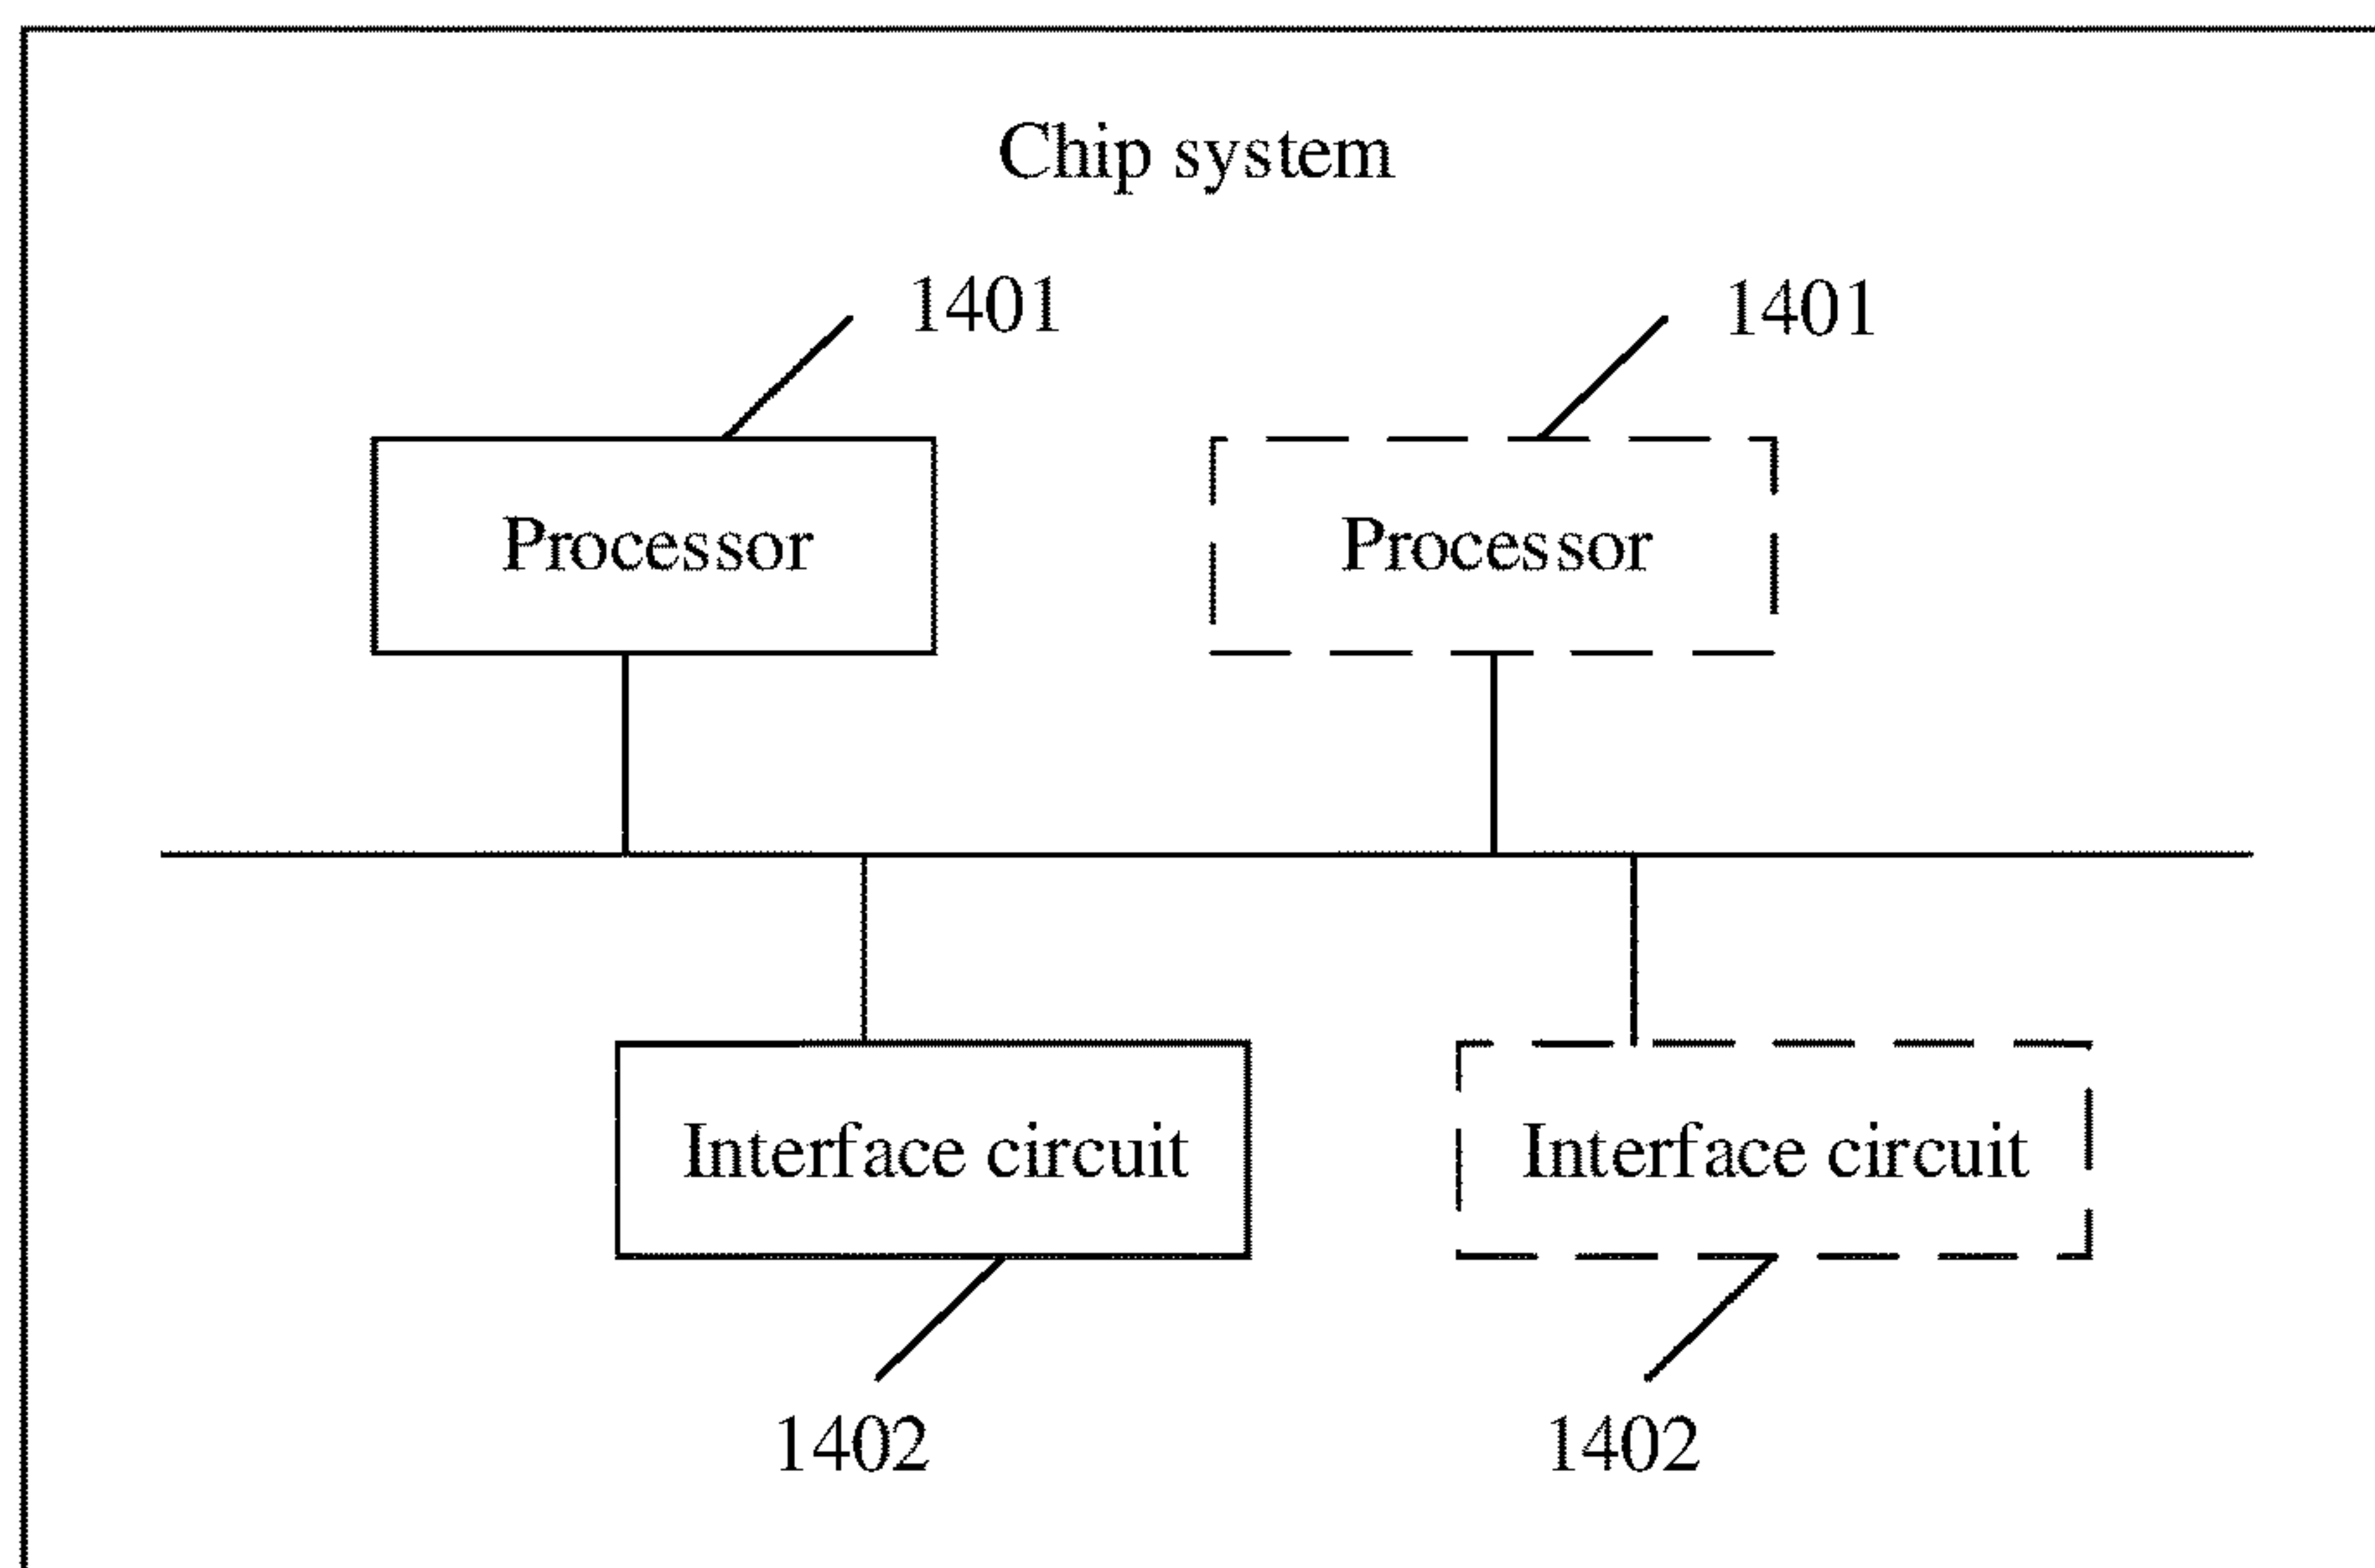 Chip system
1401
1401
Processor
Processor
Interface circuit
Interface circuit
1402
1402